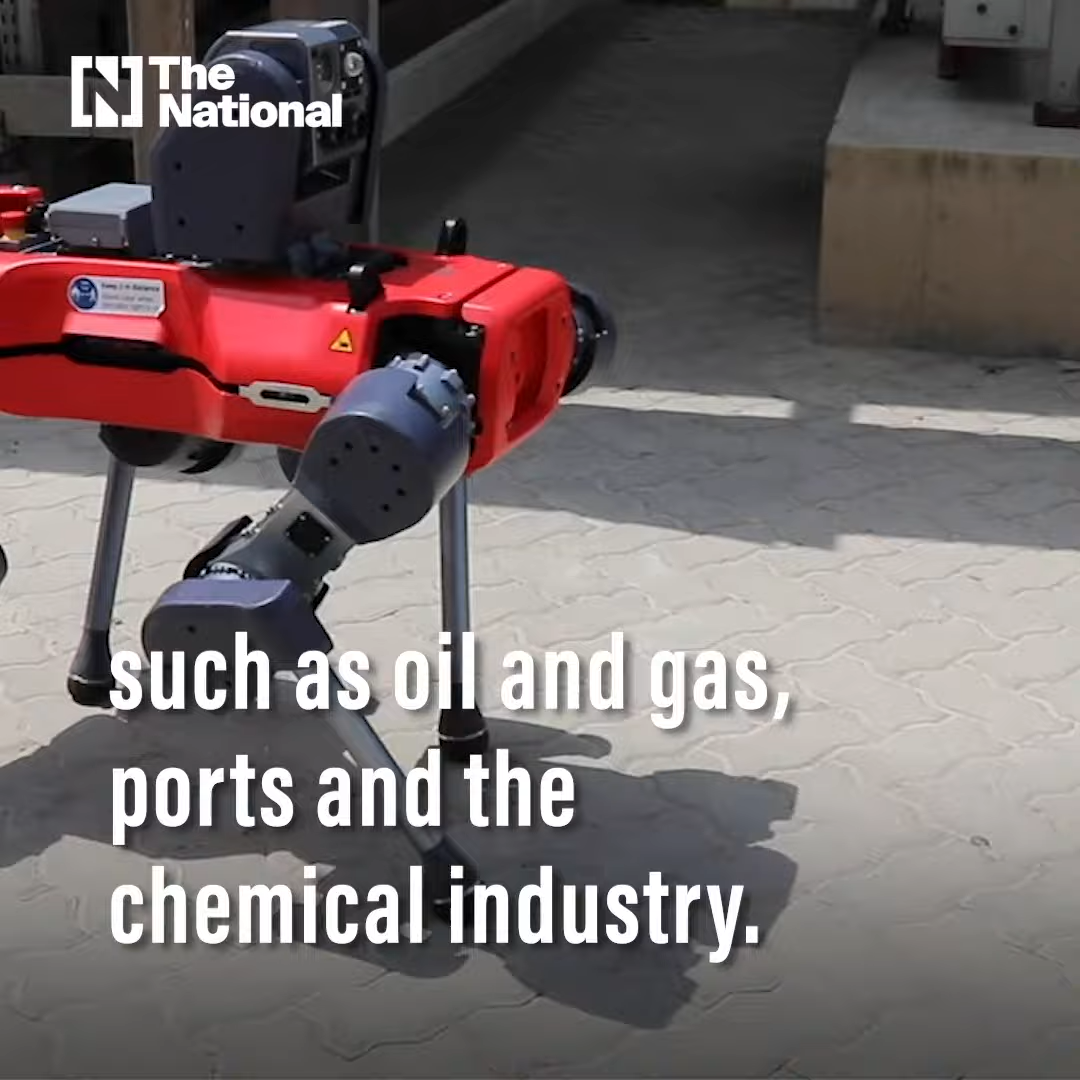 The
National
such as oil and gas,
ports and the
chemical industry.